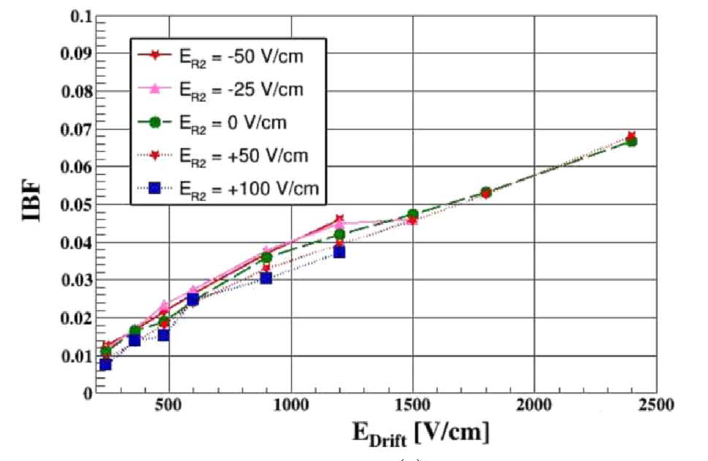 0.1
0.09
0.08
0.07
0.06
0.05
0.04
0.03
0.02
0.01
0
IBF
E_R2 = -50 V/cm
E_R2 = -25 V/cm
E_R2 = 0 V/cm
E_R2 = +50 V/cm
E_R2 = +100 V/cm
500 1000 1500 2000 2500
E_Drift [V/cm]